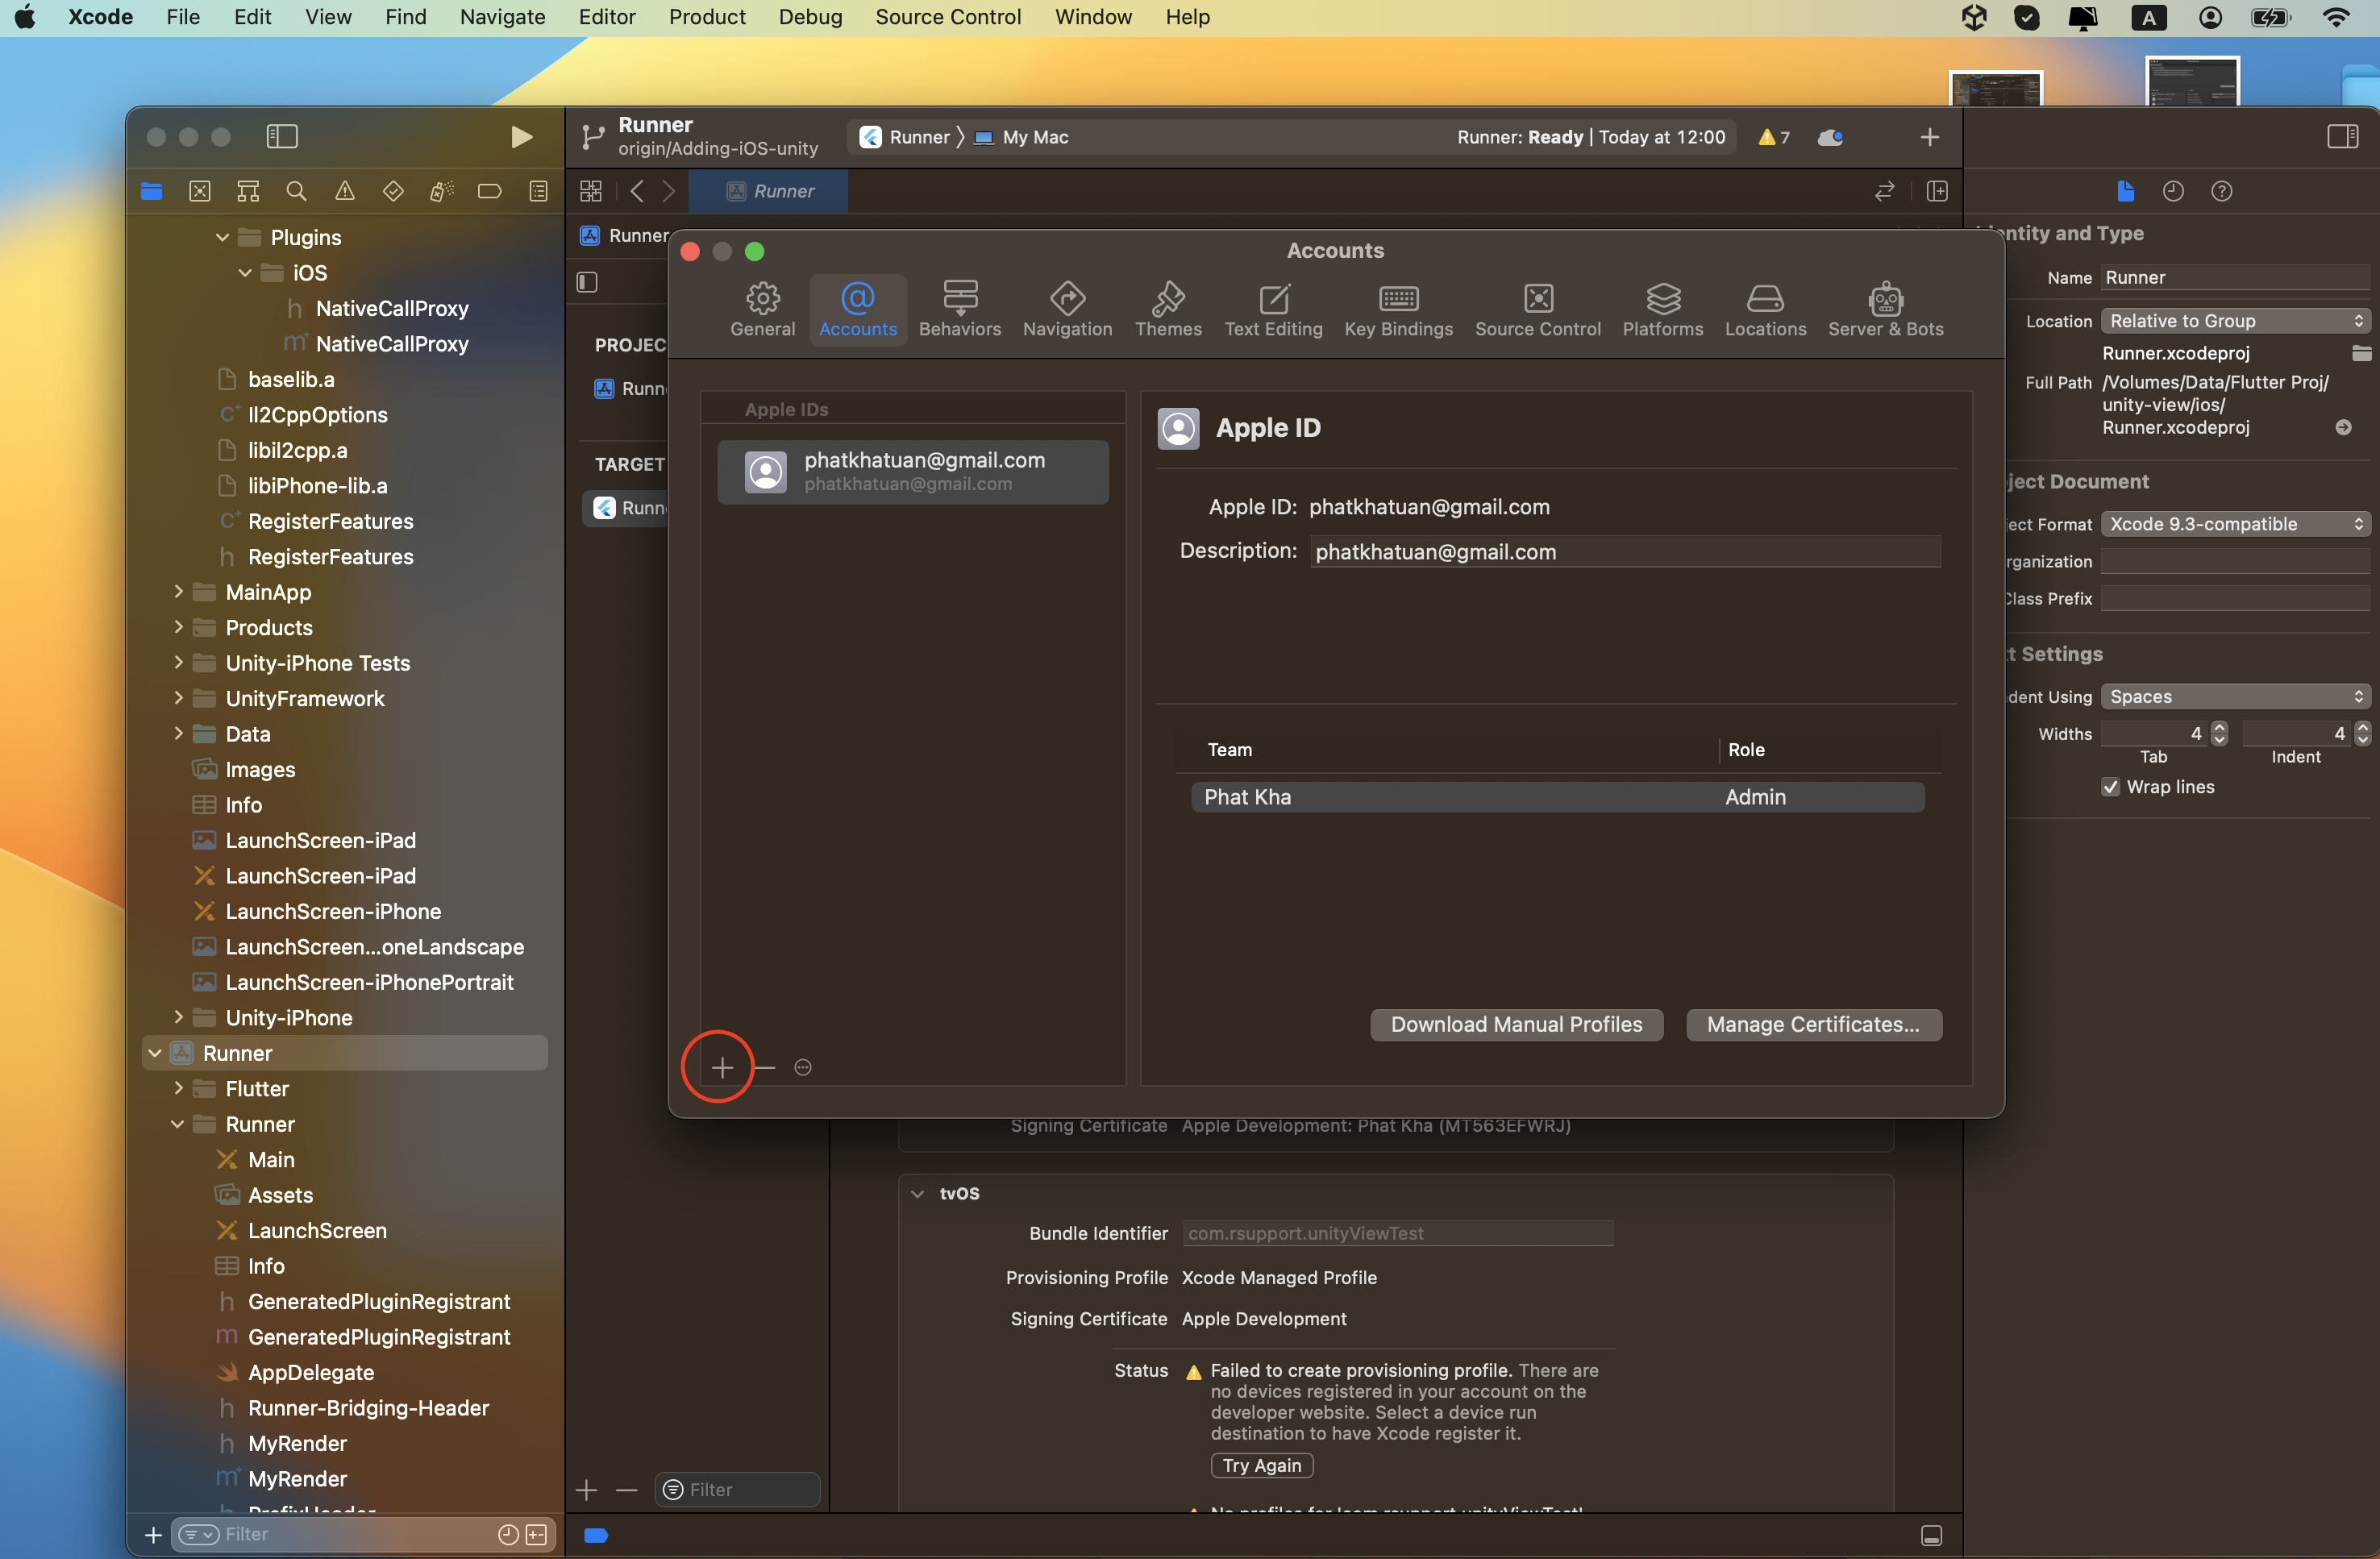 Xcode File Edit View Find Navigate Editor Product Debug Source Control Window Help
A
Runner
origin/Adding-iOS-unity
Runner My Mac
Runner: Ready | Today at 12:00
7
Runner
Plugins
iOS
h NativeCallProxy
m+ NativeCallProxy
baselib.a
C+ Il2CppOptions
libil2cpp.a
libiPhone-lib.a
C+ RegisterFeatures
h RegisterFeatures
MainApp
Products
Unity-iPhone Tests
UnityFramework
Data
Images
Info
LaunchScreen-iPad
LaunchScreen-iPad
LaunchScreen-iPhone
LaunchScreen...oneLandscape
LaunchScreen-iPhonePortrait
Unity-iPhone
Runner
Flutter
Runner
Main
Assets
LaunchScreen
Info
h GeneratedPluginRegistrant
m GeneratedPluginRegistrant
AppDelegate
h Runner-Bridging-Header
h MyRender
m+ MyRender
h PrefixHeader
Filter
Runner
PROJEC
Runn
TARGET
Runn
Filter
Accounts
General
Accounts
Behaviors
Navigation
Themes
Text Editing
Key Bindings
Source Control
Platforms
Locations
Server & Bots
Apple IDs
phatkhatuan@gmail.com
phatkhatuan@gmail.com
Apple ID
Apple ID: phatkhatuan@gmail.com
Description: phatkhatuan@gmail.com
Team Role
Phat Kha Admin
Download Manual Profiles
Manage Certificates...
Signing Certificate Apple Development: Phat Kha (MT563EFWRJ)
tvOS
Bundle Identifier com.rsupport.unityViewTest
Provisioning Profile Xcode Managed Profile
Signing Certificate Apple Development
Status Failed to create provisioning profile. There are
no devices registered in your account on the
developer website. Select a device run
destination to have Xcode register it.
Try Again
No profiles for 'com.rsupport.unityViewTest'
entity and Type
Name Runner
Location Relative to Group
Runner.xcodeproj
Full Path /Volumes/Data/Flutter Proj/
unity-view/ios/
Runner.xcodeproj
ject Document
ject Format Xcode 9.3-compatible
rganization
Class Prefix
t Settings
dent Using Spaces
Widths 4 4
Tab Indent
Wrap lines